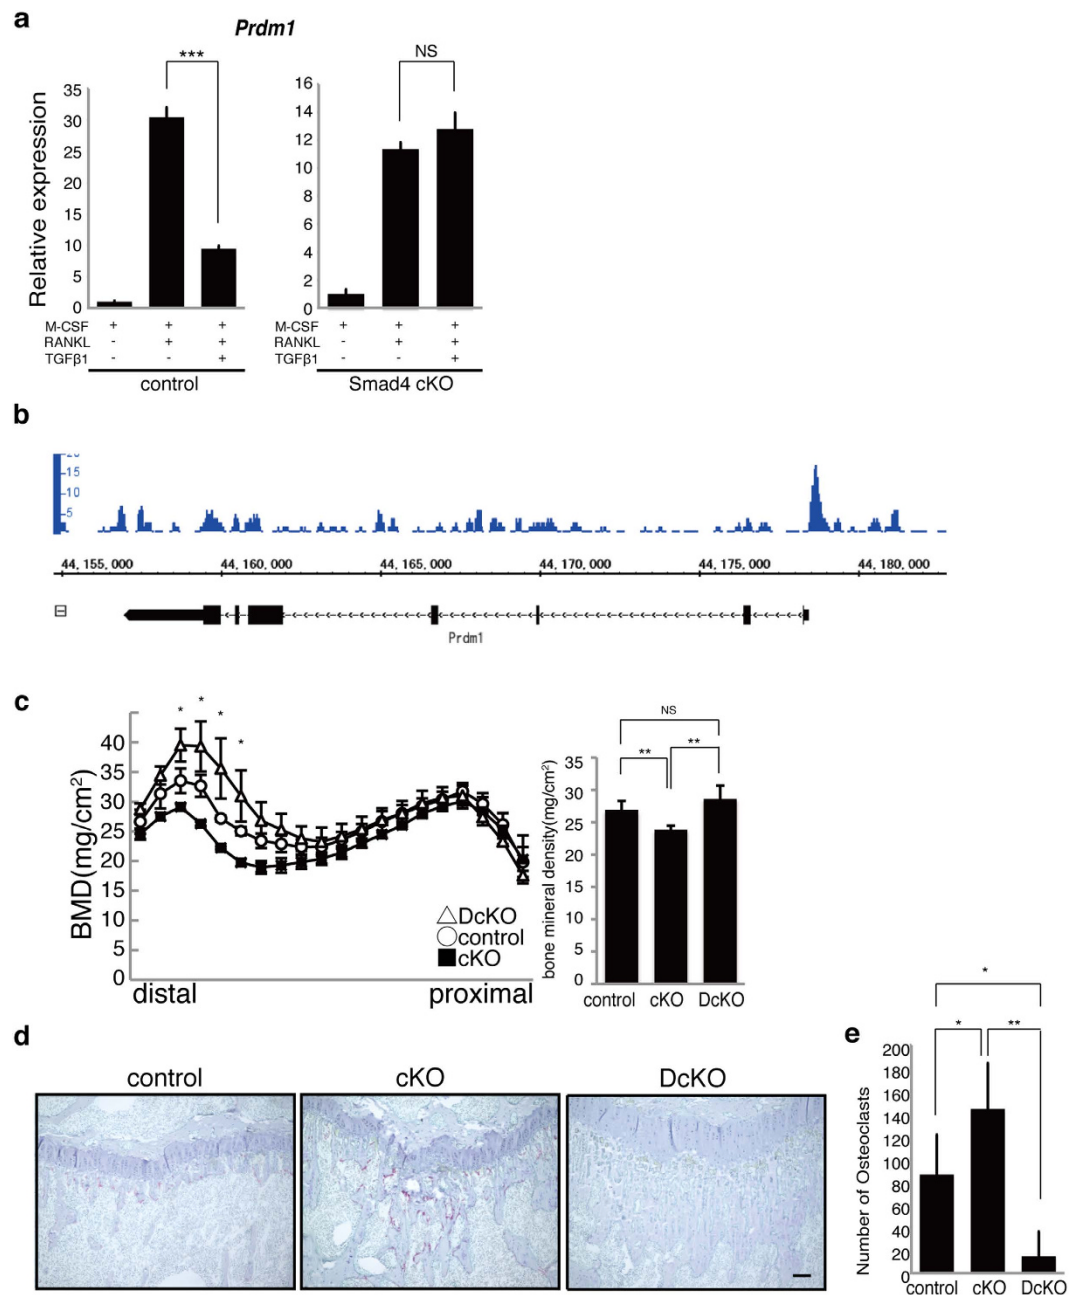 a
Prdm1
***
NS
Relative expression
35
30
25
20
15
10
5
0
16
14
12
10
8
6
4
2
0
M-CSF + + +
RANKL - + +
TGFβ1 - - +
control
M-CSF + + +
RANKL - + +
TGFβ1 - - +
Smad4 cKO
b
20
15
10
5
44,155,000 44,160,000 44,165,000 44,170,000 44,175,000 44,180,000
Prdm1
c
* * * *
BMD(mg/cm²)
40
35
30
25
20
15
10
5
0
DcKO
control
cKO
distal proximal
NS
** **
bone mineral density(mg/cm²)
35
30
25
20
15
10
5
0
control cKO DcKO
d
control cKO DcKO
e
*
* **
Number of Osteoclasts
200
180
160
140
120
100
80
60
40
20
0
control cKO DcKO